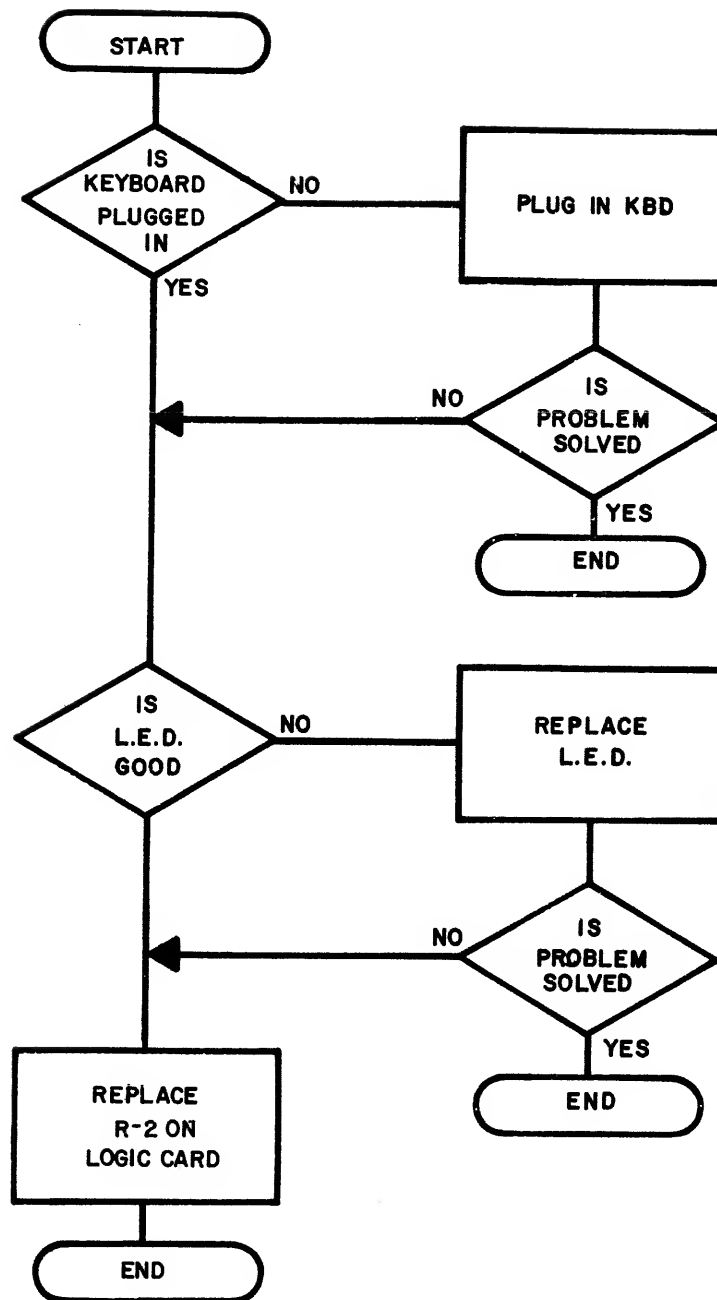 START
IS
KEYBOARD
PLUGGED
IN
NO
YES
PLUG IN KBD
IS
PROBLEM
SOLVED
NO
YES
END
IS
L.E.D.
GOOD
NO
REPLACE
L.E.D.
IS
PROBLEM
SOLVED
NO
YES
END
REPLACE
R-2 ON
LOGIC CARD
END